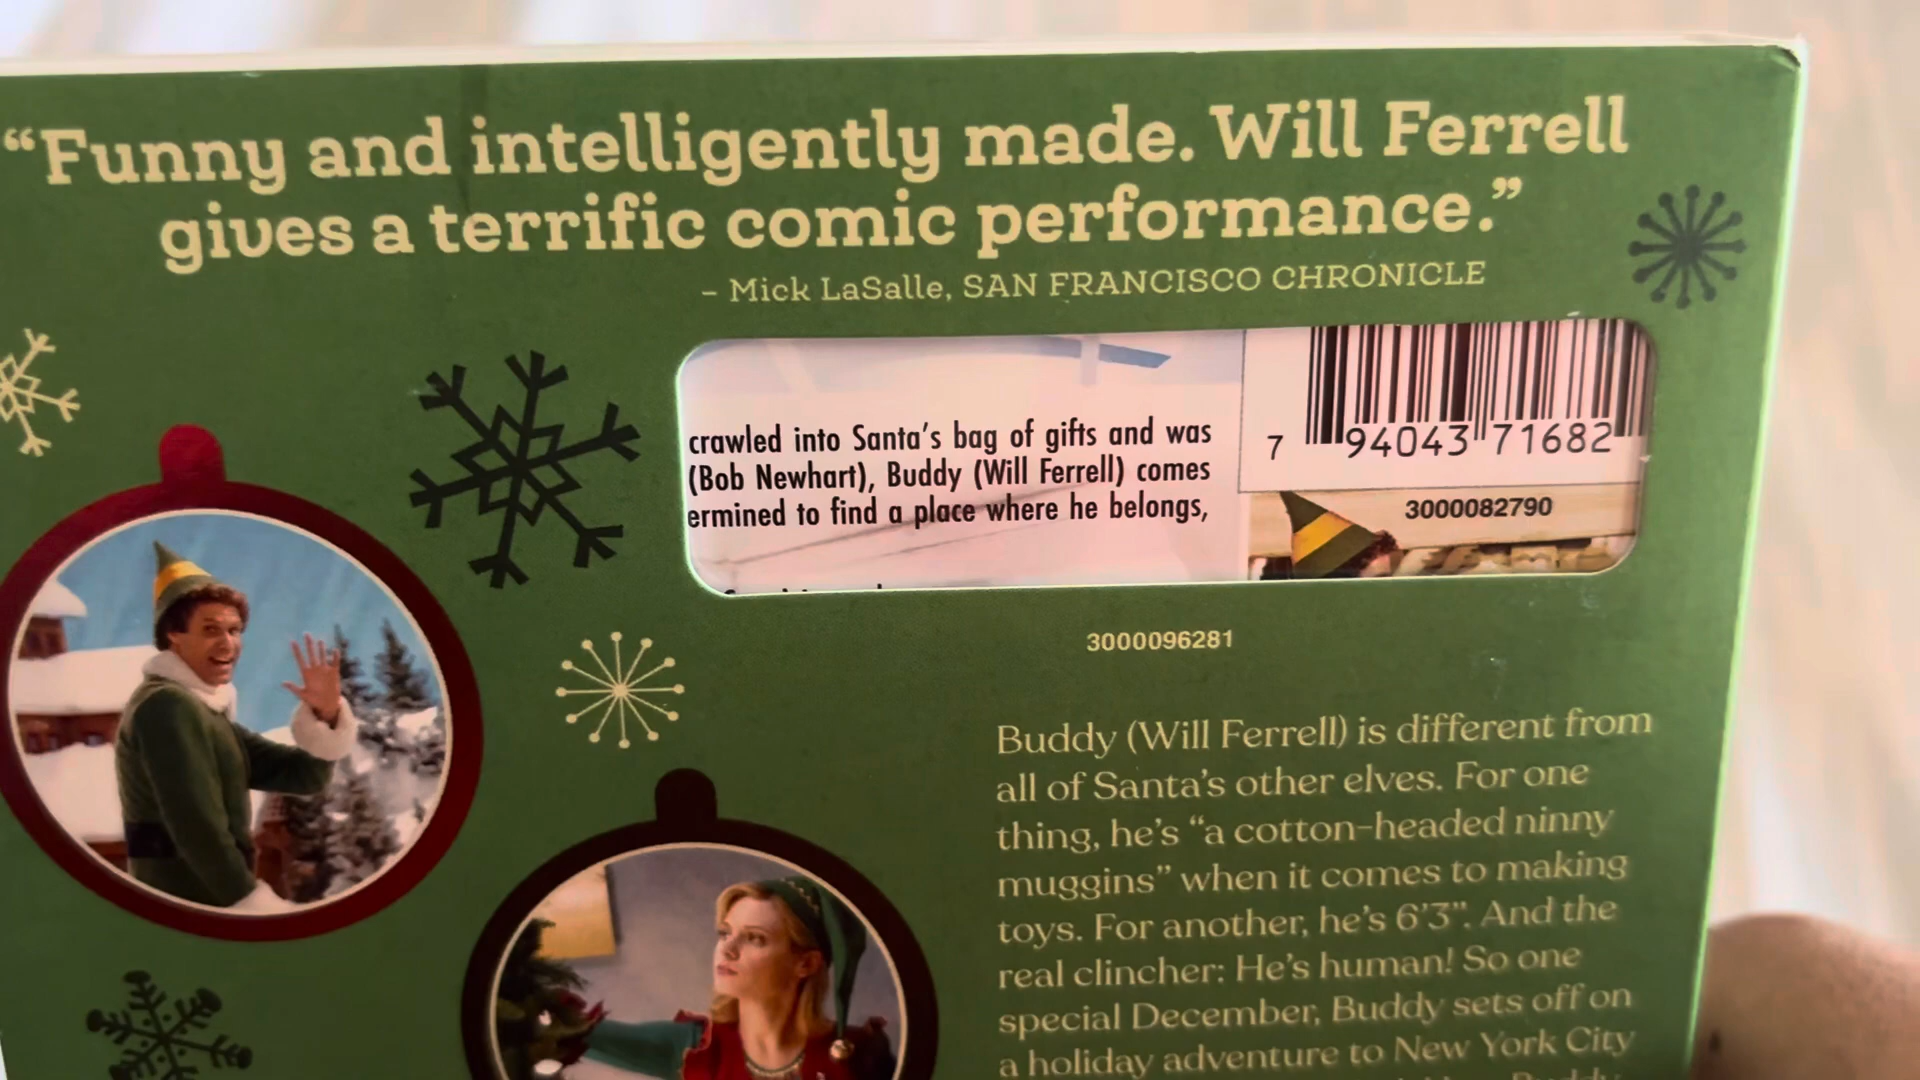 “Funny and intelligently made. Will Ferrell
gives a terrific comic performance.”
– Mick LaSalle, SAN FRANCISCO CHRONICLE
crawled into Santa’s bag of gifts and was
(Bob Newhart), Buddy (Will Ferrell) comes
ermined to find a place where he belongs,
7 94043 71682
3000082790
3000096281
Buddy (Will Ferrell) is different from
all of Santa’s other elves. For one
thing, he’s “a cotton-headed ninny
muggins” when it comes to making
toys. For another, he’s 6’3”. And the
real clincher: He’s human! So one
special December, Buddy sets off on
a holiday adventure to New York City